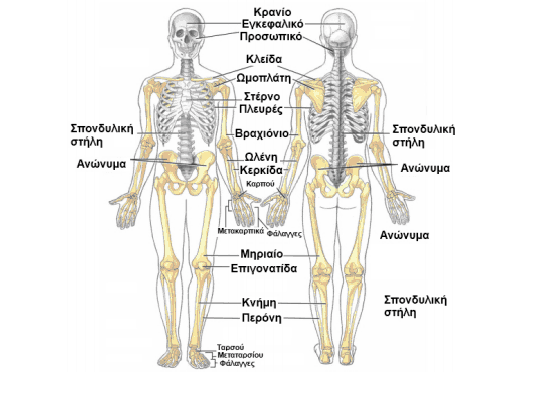 Κρανίο
Εγκεφαλικό
Προσωπικό
Κλείδα
Ωμοπλάτη
Στέρνο
Πλευρές
Σπονδυλική
στήλη
Βραχιόνιο
Σπονδυλική
στήλη
Ανώνυμα
Ωλένη
Κερκίδα
Ανώνυμα
Καρπού
Μετακαρπικά
Φάλαγγες
Ανώνυμα
Μηριαίο
Επιγονατίδα
Κνήμη
Περόνη
Σπονδυλική
στήλη
Ταρσού
Μεταταρσίου
Φάλαγγες